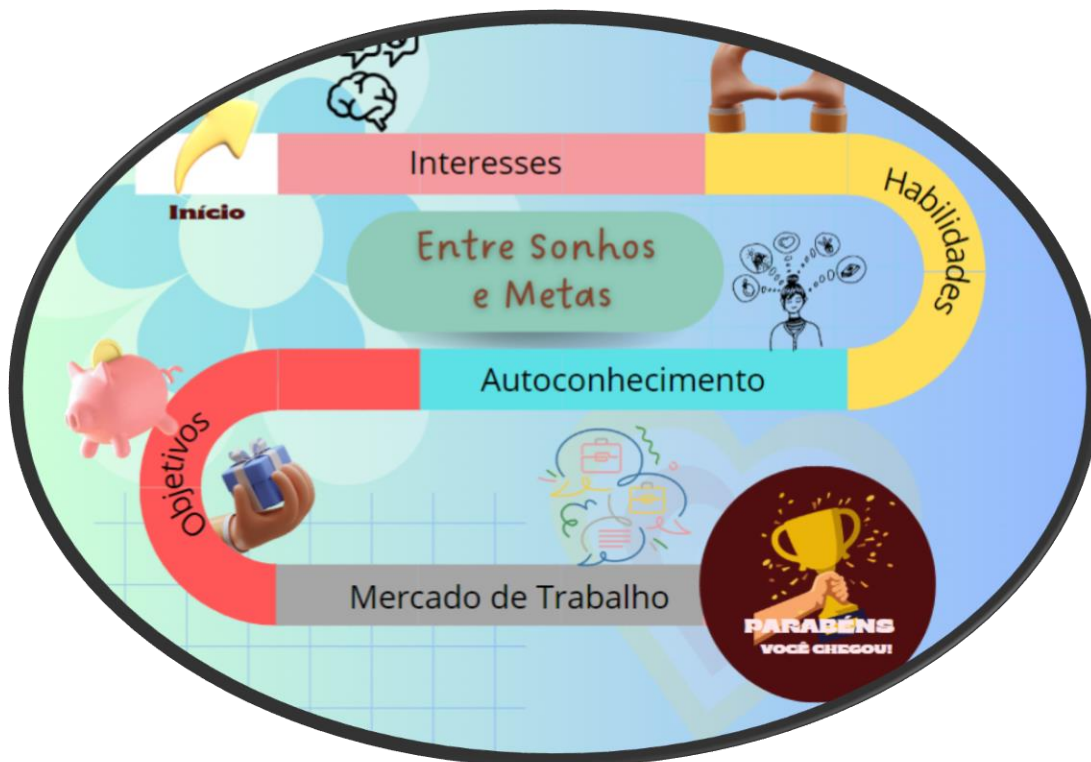 Interesses
Início
Habilidades
Entre Sonhos
e Metas
Autoconhecimento
Objetivos
Mercado de Trabalho
PARABÉNS
VOCÊ CHEGOU!